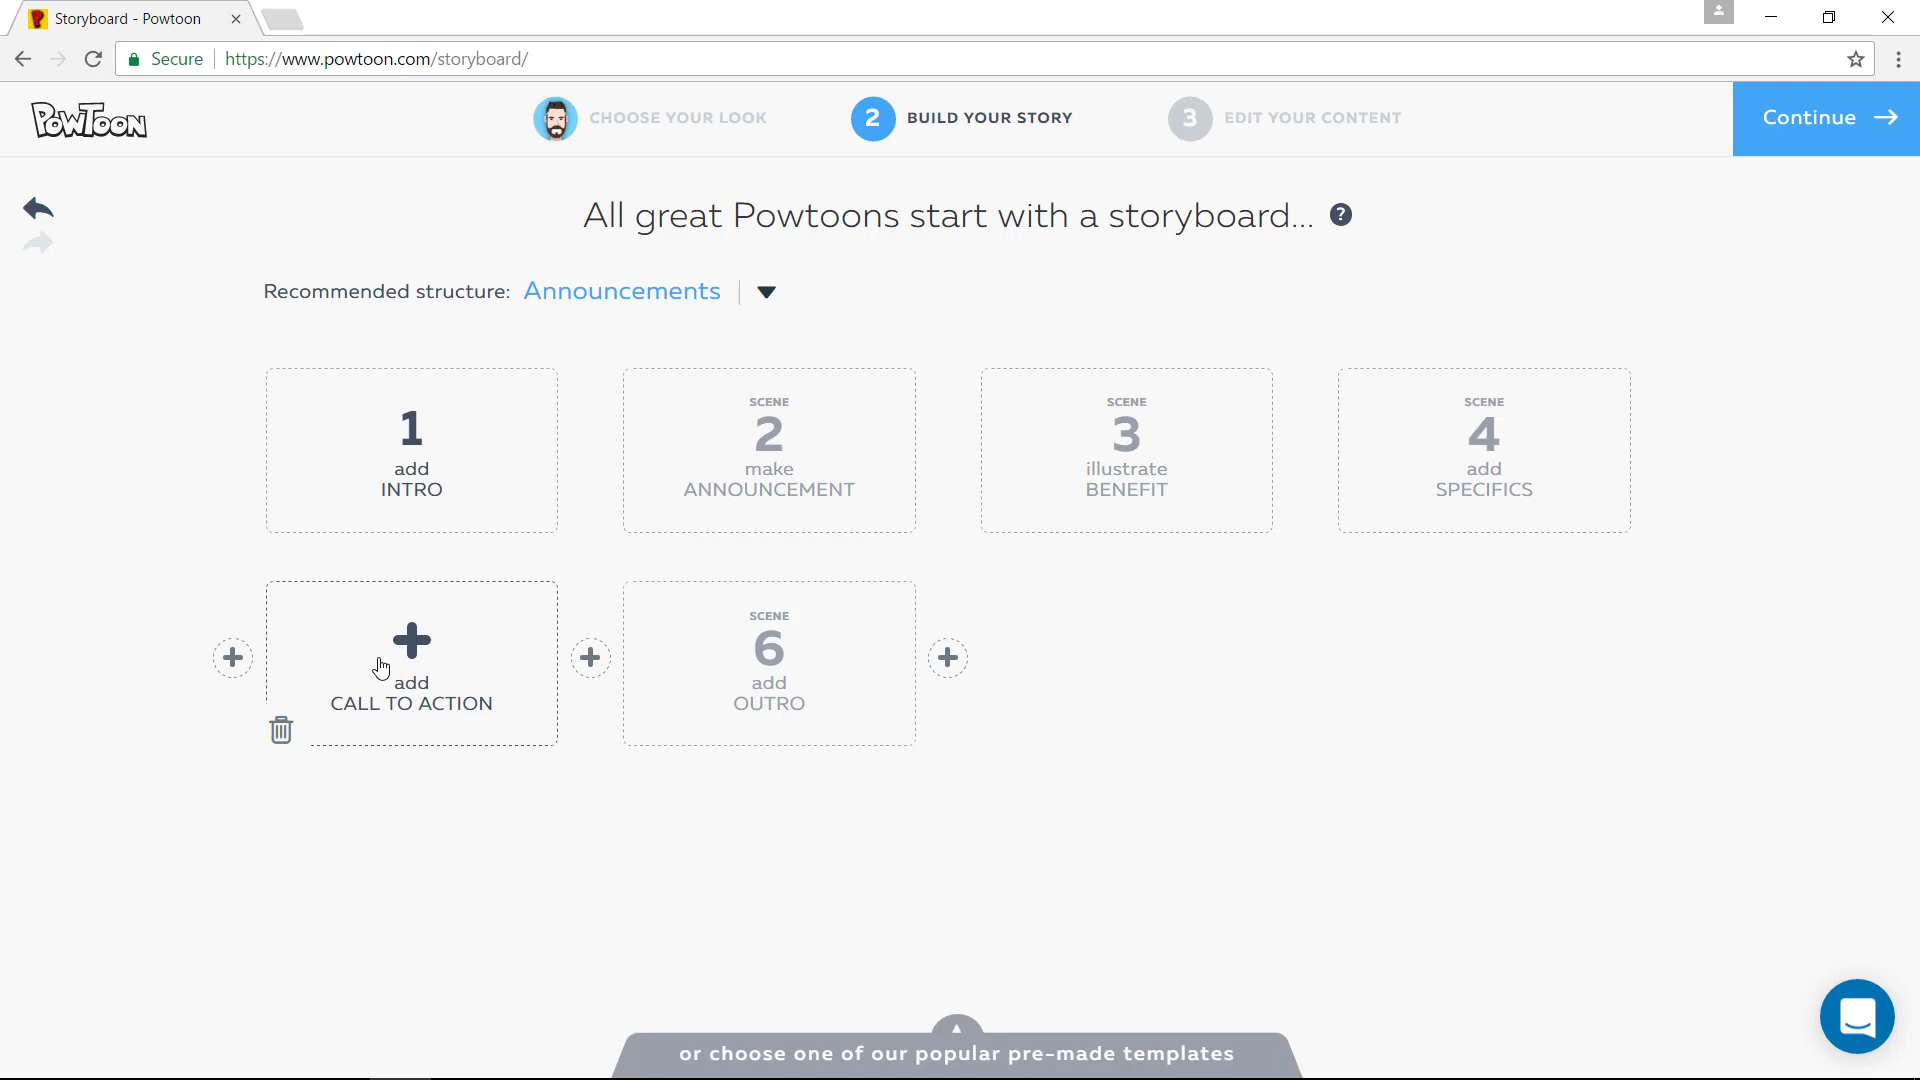 Storyboard - Powtoon
Secure
https://www.powtoon.com/storyboard/
PowToon
CHOOSE YOUR LOOK
2 BUILD YOUR STORY
3 EDIT YOUR CONTENT
Continue
All great Powtoons start with a storyboard... ?
Recommended structure: Announcements
1
add
INTRO
SCENE
2
make
ANNOUNCEMENT
SCENE
3
illustrate
BENEFIT
SCENE
4
add
SPECIFICS
add
CALL TO ACTION
SCENE
6
add
OUTRO
or choose one of our popular pre-made templates